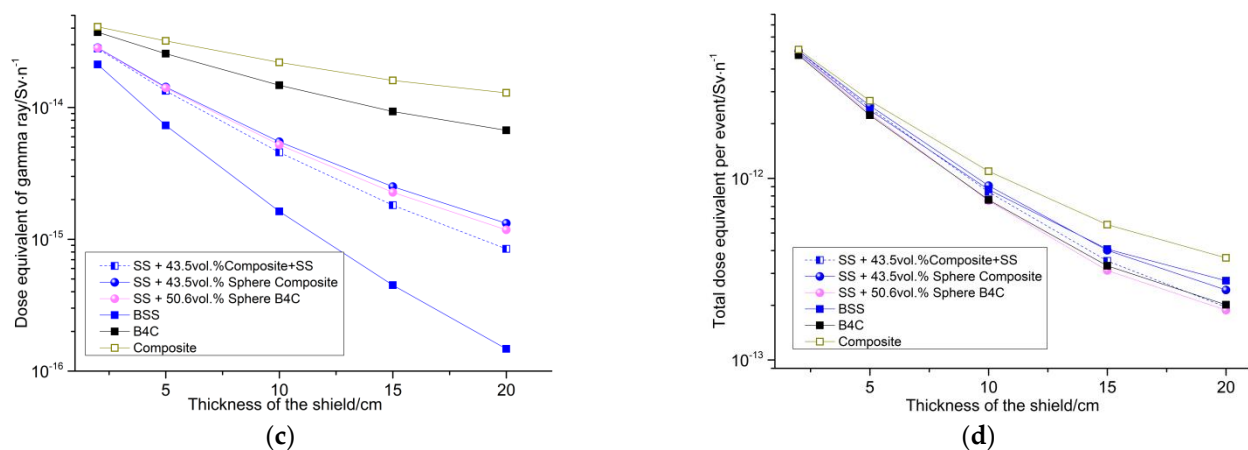 Dose equivalent of gamma ray/Sv·n⁻¹
10⁻¹⁴
10⁻¹⁵
10⁻¹⁶
SS + 43.5vol.%Composite+SS
SS + 43.5vol.% Sphere Composite
SS + 50.6vol.% Sphere B4C
BSS
B4C
Composite
5 10 15 20
Thickness of the shield/cm
(c)
Total dose equivalent per event/Sv·n⁻¹
10⁻¹²
10⁻¹³
SS + 43.5vol.%Composite+SS
SS + 43.5vol.% Sphere Composite
SS + 50.6vol.% Sphere B4C
BSS
B4C
Composite
5 10 15 20
Thickness of the shield/cm
(d)